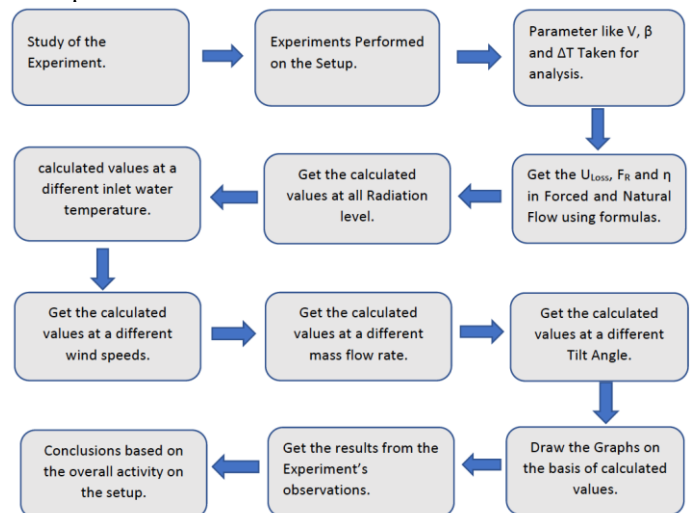 Study of the
Experiment.
Experiments Performed
on the Setup.
Parameter like V, β
and ΔT Taken for
analysis.
Get the U_Loss, F_R and η
in Forced and Natural
Flow using formulas.
Get the calculated
values at all Radiation
level.
calculated values at a
different inlet water
temperature.
Get the calculated
values at a different
wind speeds.
Get the calculated
values at a different
mass flow rate.
Get the calculated
values at a different
Tilt Angle.
Draw the Graphs on
the basis of calculated
values.
Get the results from the
Experiment’s
observations.
Conclusions based on
the overall activity on
the setup.